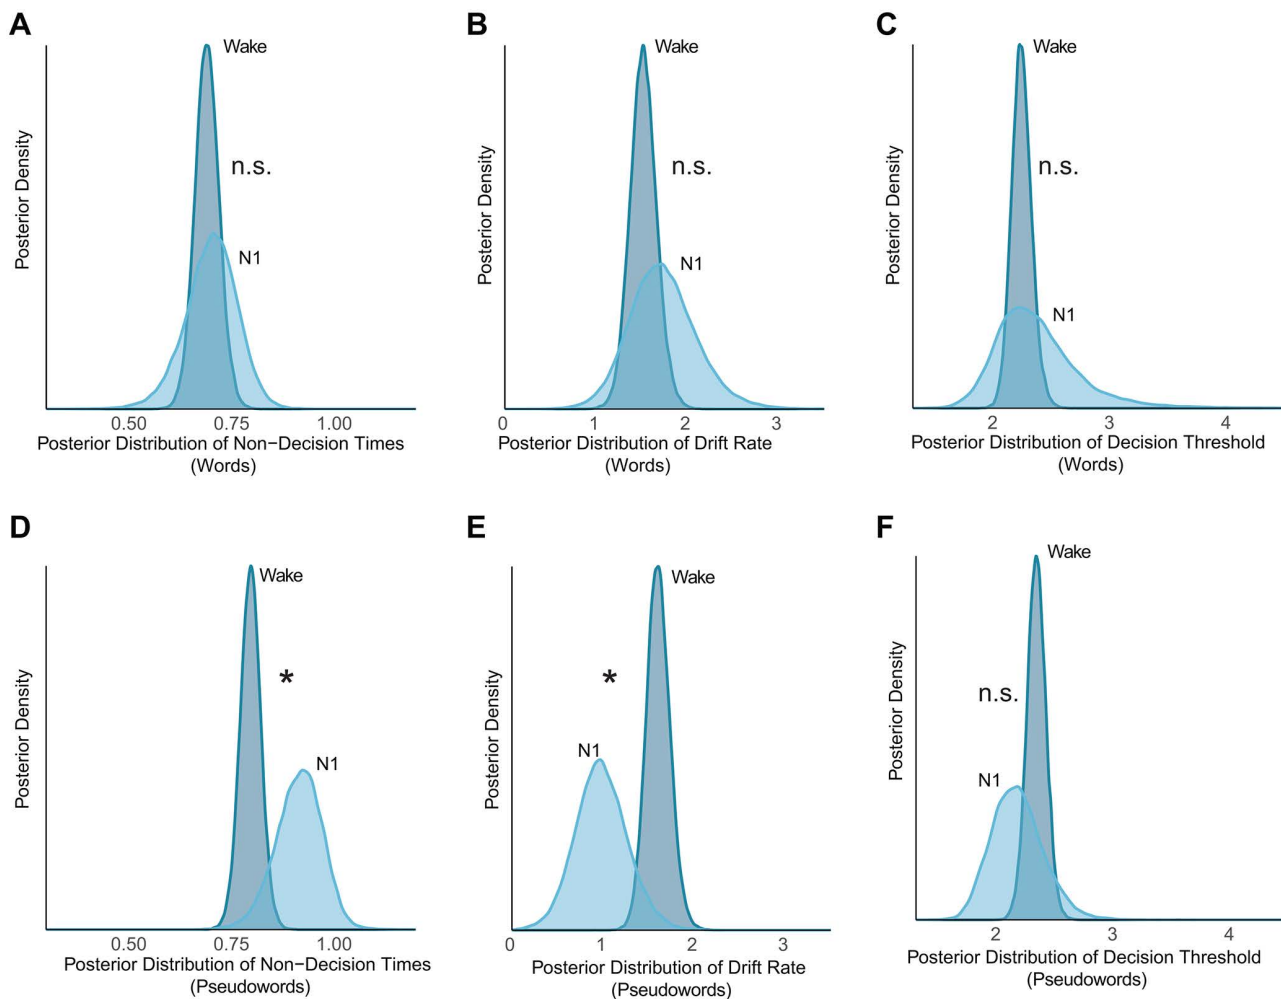 A
Wake
n.s.
N1
Posterior Density
0.50 0.75 1.00
Posterior Distribution of Non−Decision Times
(Words)
B
Wake
n.s.
N1
Posterior Density
0 1 2 3
Posterior Distribution of Drift Rate
(Words)
C
Wake
n.s.
N1
Posterior Density
2 3 4
Posterior Distribution of Decision Threshold
(Words)
D
Wake
*
N1
Posterior Density
0.50 0.75 1.00
Posterior Distribution of Non−Decision Times
(Pseudowords)
E
Wake
*
N1
Posterior Density
0 1 2 3
Posterior Distribution of Drift Rate
(Pseudowords)
F
Wake
n.s.
N1
Posterior Density
2 3 4
Posterior Distribution of Decision Threshold
(Pseudowords)